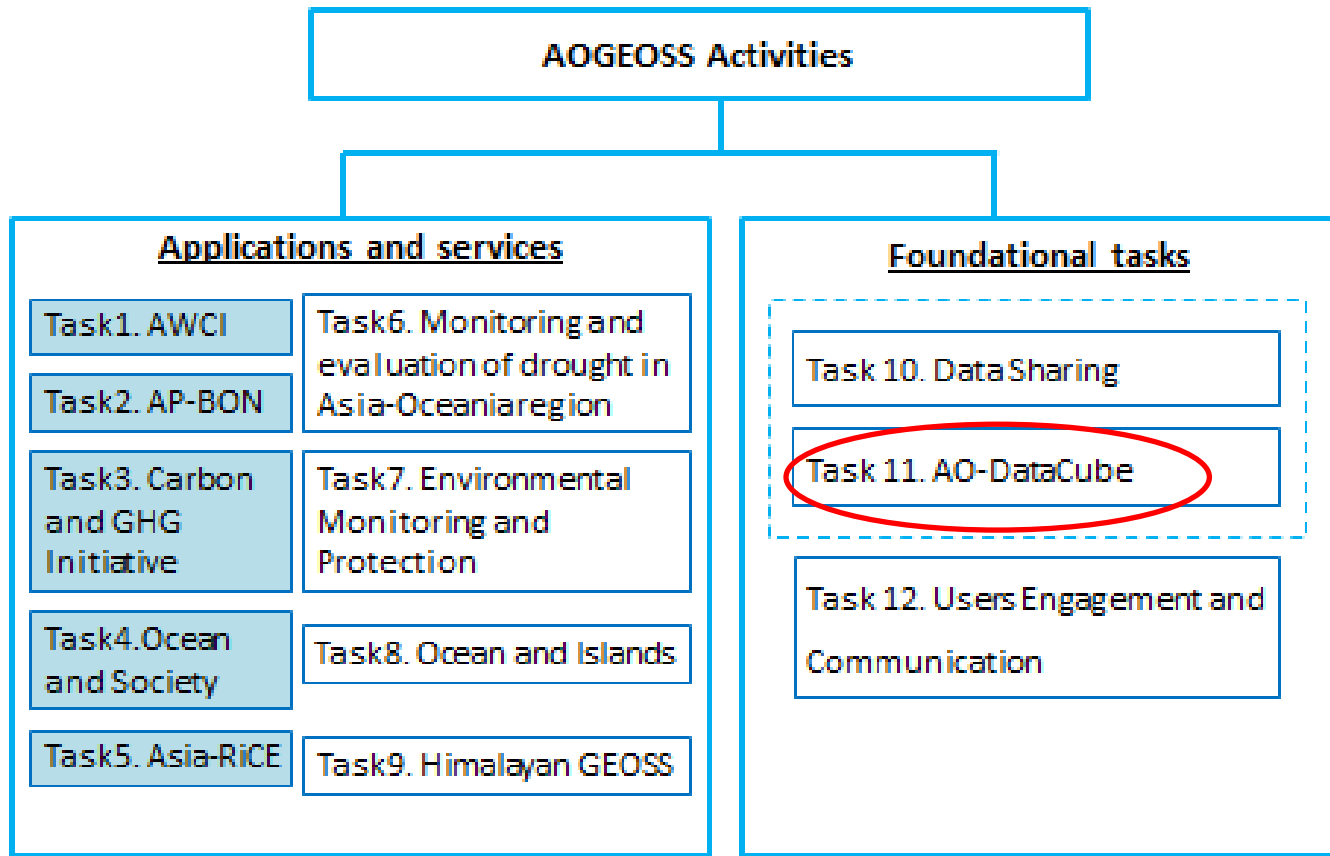 AOGEOSS Activities
Applications and services
Task1. AWCI
Task2. AP-BON
Task3. Carbon
and GHG
Initiative
Task4.Ocean
and Society
Task5. Asia-RiCE
Task6. Monitoring and
evaluation of drought in
Asia-Oceaniaregion
Task7. Environmental
Monitoring and
Protection
Task8. Ocean and Islands
Task9. Himalayan GEOSS
Foundational tasks
Task 10. Data Sharing
Task 11. AO-DataCube
Task 12. Users Engagement and
Communication